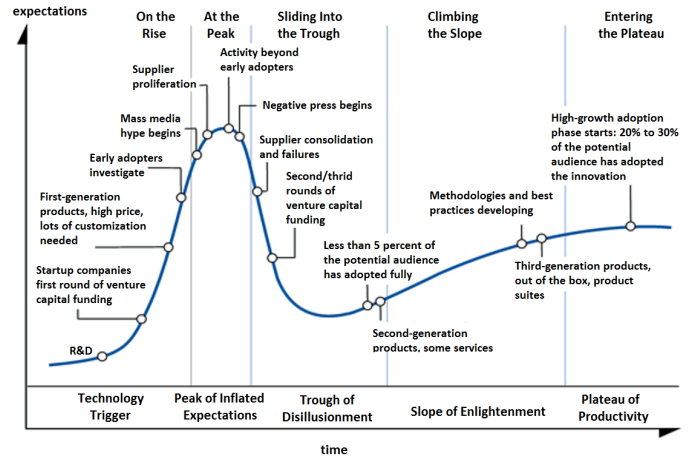 expectations
On the
Rise
At the
Peak
Sliding Into
the Trough
Climbing
the Slope
Entering
the Plateau
Activity beyond
early adopters
Supplier
proliferation
Negative press begins
Mass media
hype begins
High-growth adoption
phase starts: 20% to 30%
of the potential
audience has adopted
the innovation
Supplier consolidation
and failures
Early adopters
investigate
Second/thrid
rounds of
venture capital
funding
First-generation
products, high price,
lots of customization
needed
Methodologies and best
practices developing
Less than 5 percent of
the potential audience
has adopted fully
Startup companies
first round of venture
capital funding
Third-generation products,
out of the box, product
suites
Second-generation
products, some services
R&D
Technology
Trigger
Peak of Inflated
Expectations
Trough of
Disillusionment
Slope of Enlightenment
Plateau of
Productivity
time